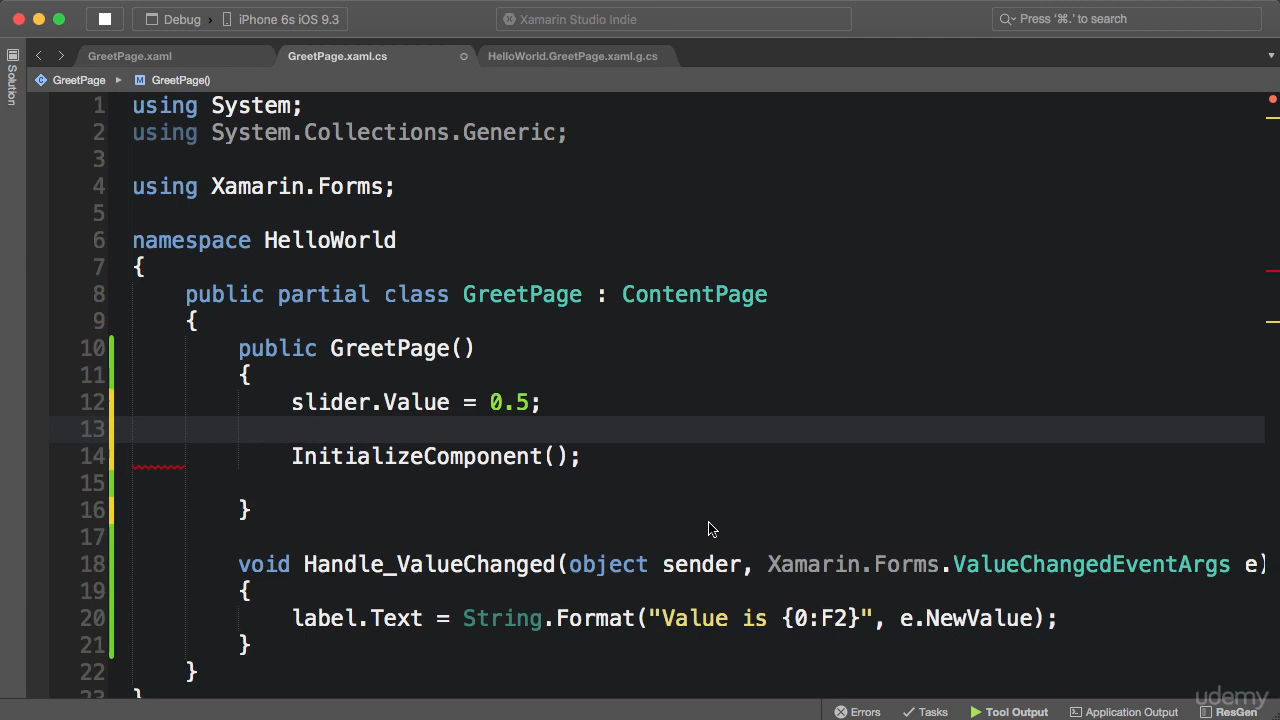 Debug
iPhone 6s iOS 9.3
Xamarin Studio Indie
Press '⌘.' to search
GreetPage.xaml
GreetPage.xaml.cs
HelloWorld.GreetPage.xaml.g.cs
Solution
GreetPage
M
GreetPage()
1 using System;
2 using System.Collections.Generic;
3
4 using Xamarin.Forms;
5
6 namespace HelloWorld
7 {
8 public partial class GreetPage : ContentPage
9 {
10 public GreetPage()
11 {
12 slider.Value = 0.5;
13
14 InitializeComponent();
15
16 }
17
18 void Handle_ValueChanged(object sender, Xamarin.Forms.ValueChangedEventArgs e)
19 {
20 label.Text = String.Format("Value is {0:F2}", e.NewValue);
21 }
22 }
23 }
Errors
Tasks
Tool Output
Application Output
ResGen
udemy